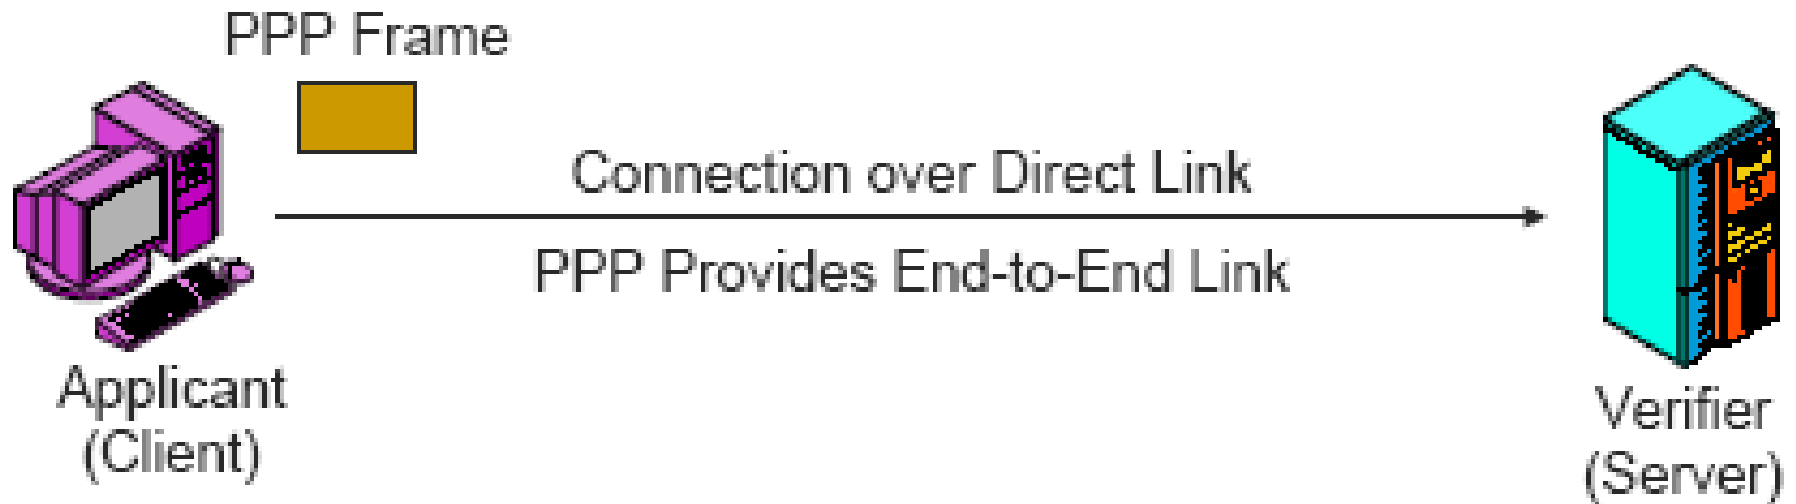 PPP Frame
Connection over Direct Link
PPP Provides End-to-End Link
Applicant
(Client)
Verifier
(Server)